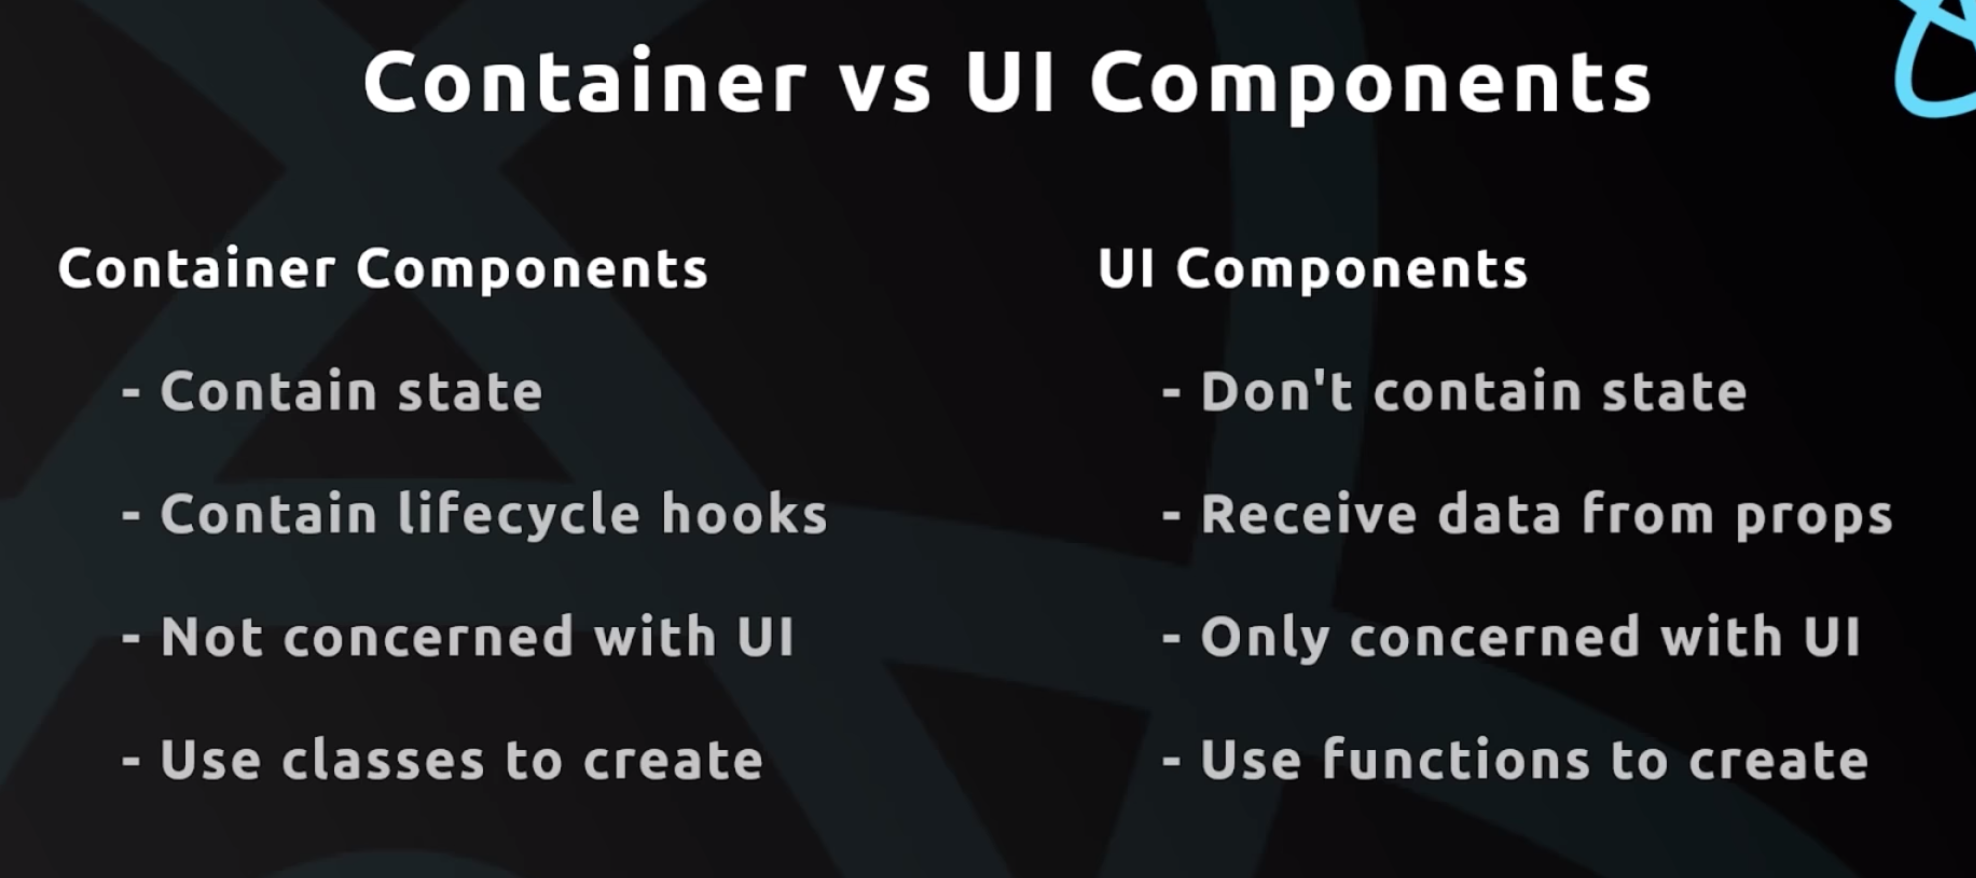 Container vs UI Components
Container Components
- Contain state
- Contain lifecycle hooks
- Not concerned with UI
- Use classes to create
UI Components
- Don't contain state
- Receive data from props
- Only concerned with UI
- Use functions to create